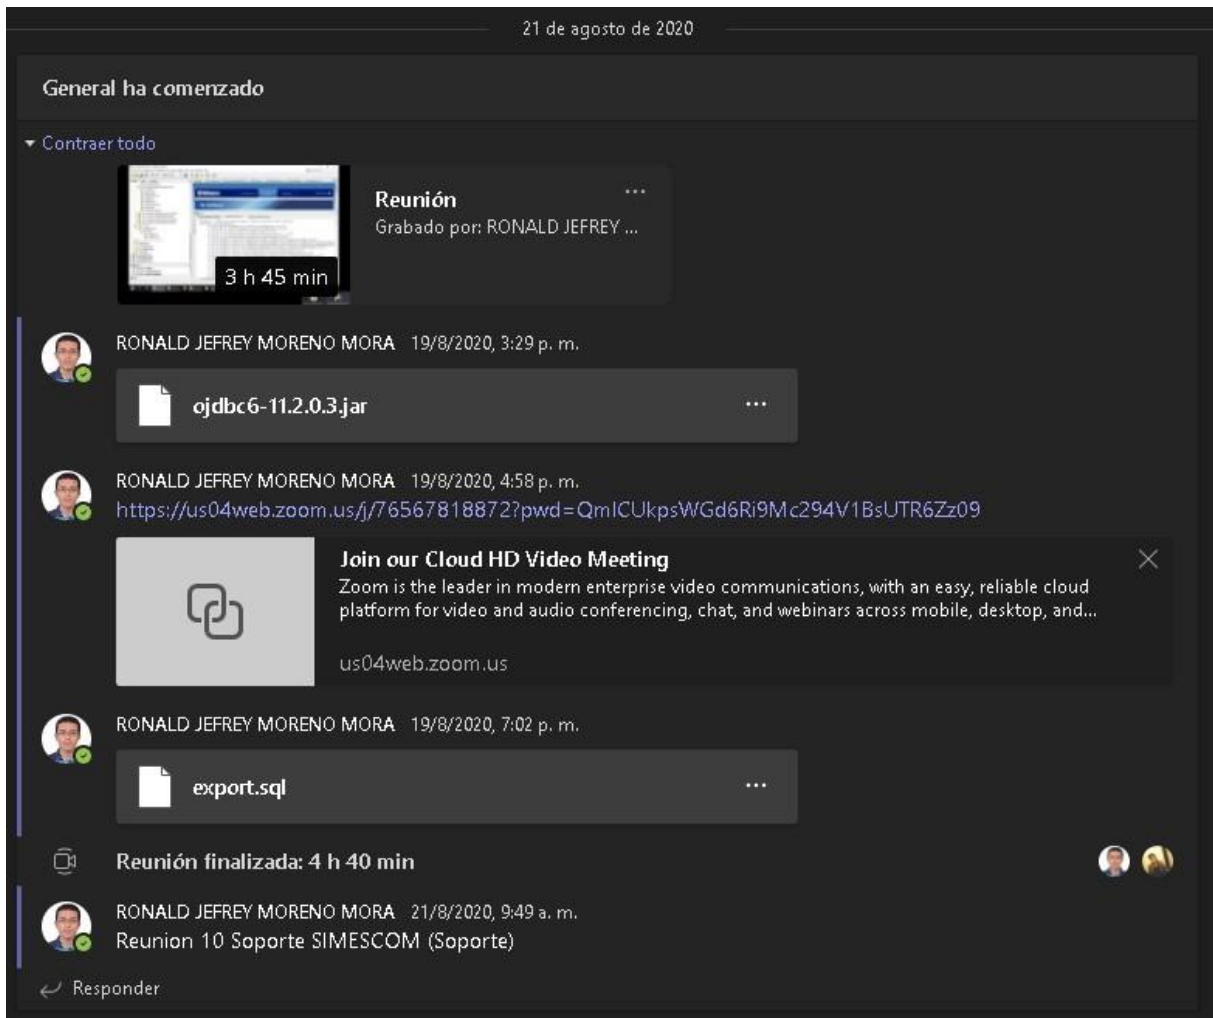 21 de agosto de 2020
General ha comenzado
Contraer todo
Reunión
Grabado por: RONALD JEFREY ...
3 h 45 min
RONALD JEFREY MORENO MORA 19/8/2020, 3:29 p. m.
ojdbc6-11.2.0.3.jar
RONALD JEFREY MORENO MORA 19/8/2020, 4:58 p. m.
https://us04web.zoom.us/j/76567818872?pwd=QmlCUkpsWGd6Ri9Mc294V1BsUTR6Zz09
Join our Cloud HD Video Meeting
Zoom is the leader in modern enterprise video communications, with an easy, reliable cloud
platform for video and audio conferencing, chat, and webinars across mobile, desktop, and...
us04web.zoom.us
RONALD JEFREY MORENO MORA 19/8/2020, 7:02 p. m.
export.sql
Reunión finalizada: 4 h 40 min
RONALD JEFREY MORENO MORA 21/8/2020, 9:49 a. m.
Reunion 10 Soporte SIMESCOM (Soporte)
Responder